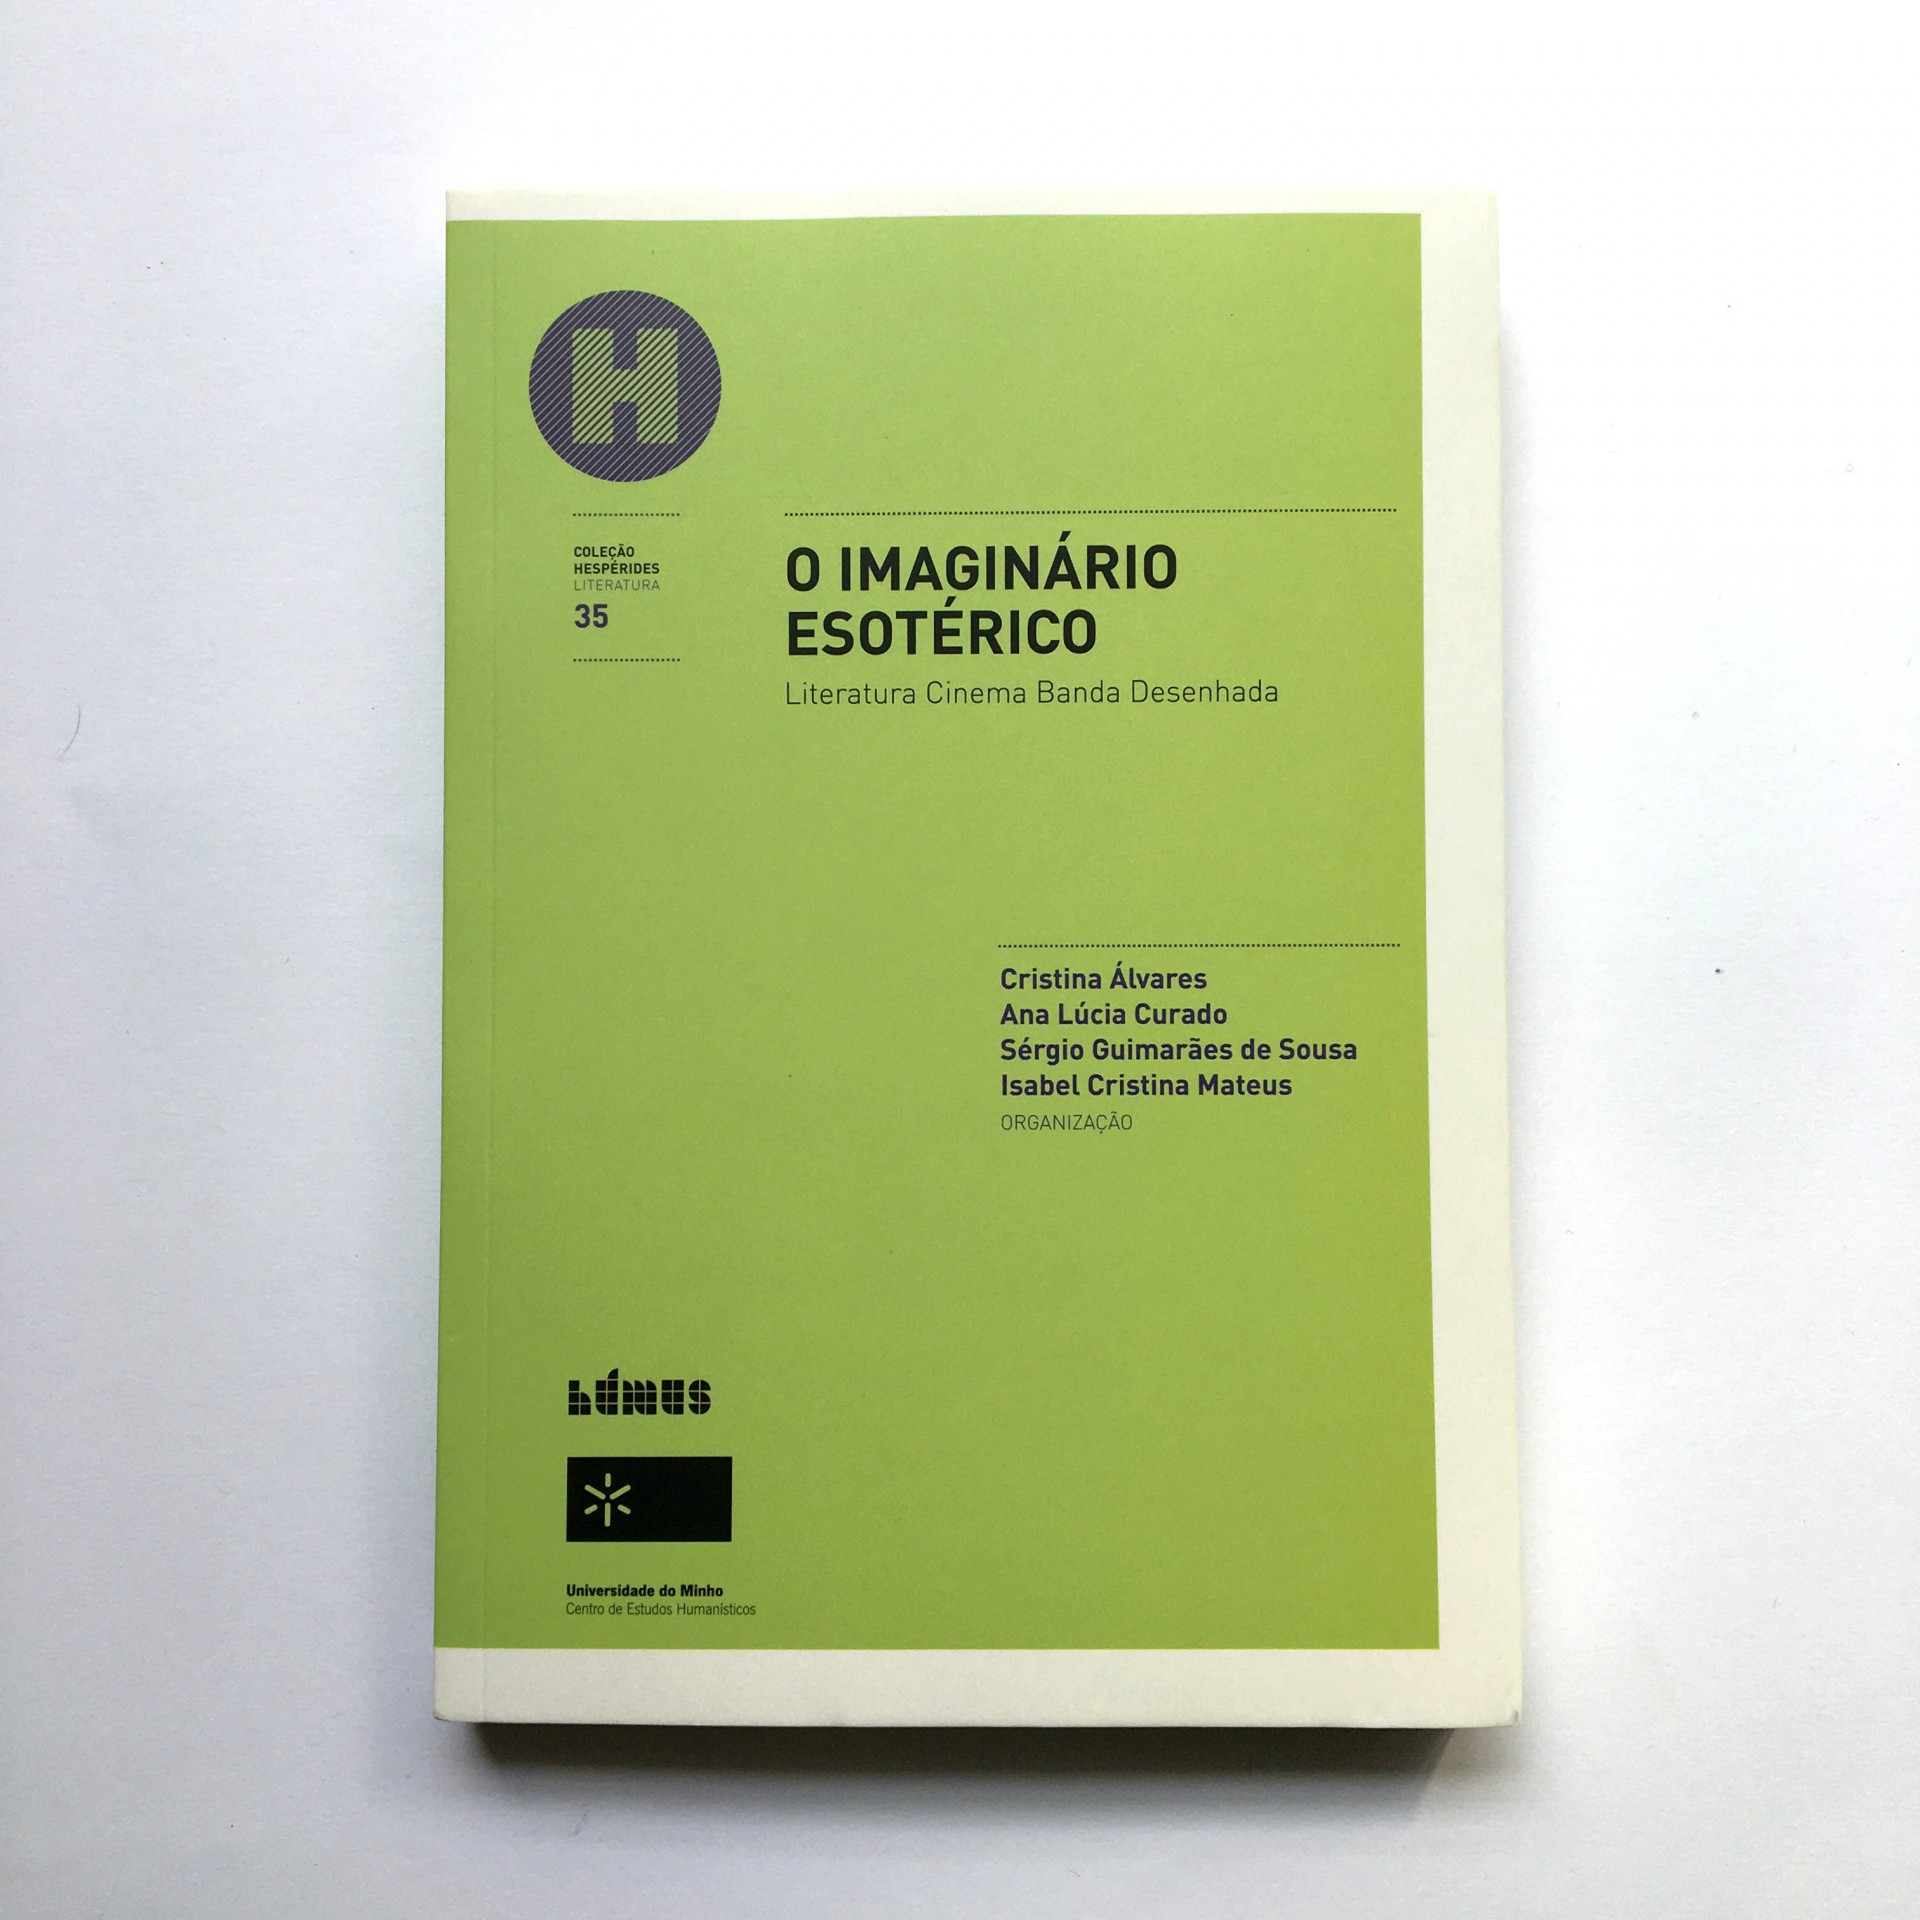 H
COLEÇÃO
HESPÉRIDES
LITERATURA
35
O IMAGINÁRIO
ESOTÉRICO
Literatura Cinema Banda Desenhada
Cristina Álvares
Ana Lúcia Curado
Sérgio Guimarães de Sousa
Isabel Cristina Mateus
ORGANIZAÇÃO
húmus
Universidade do Minho
Centro de Estudos Humanísticos